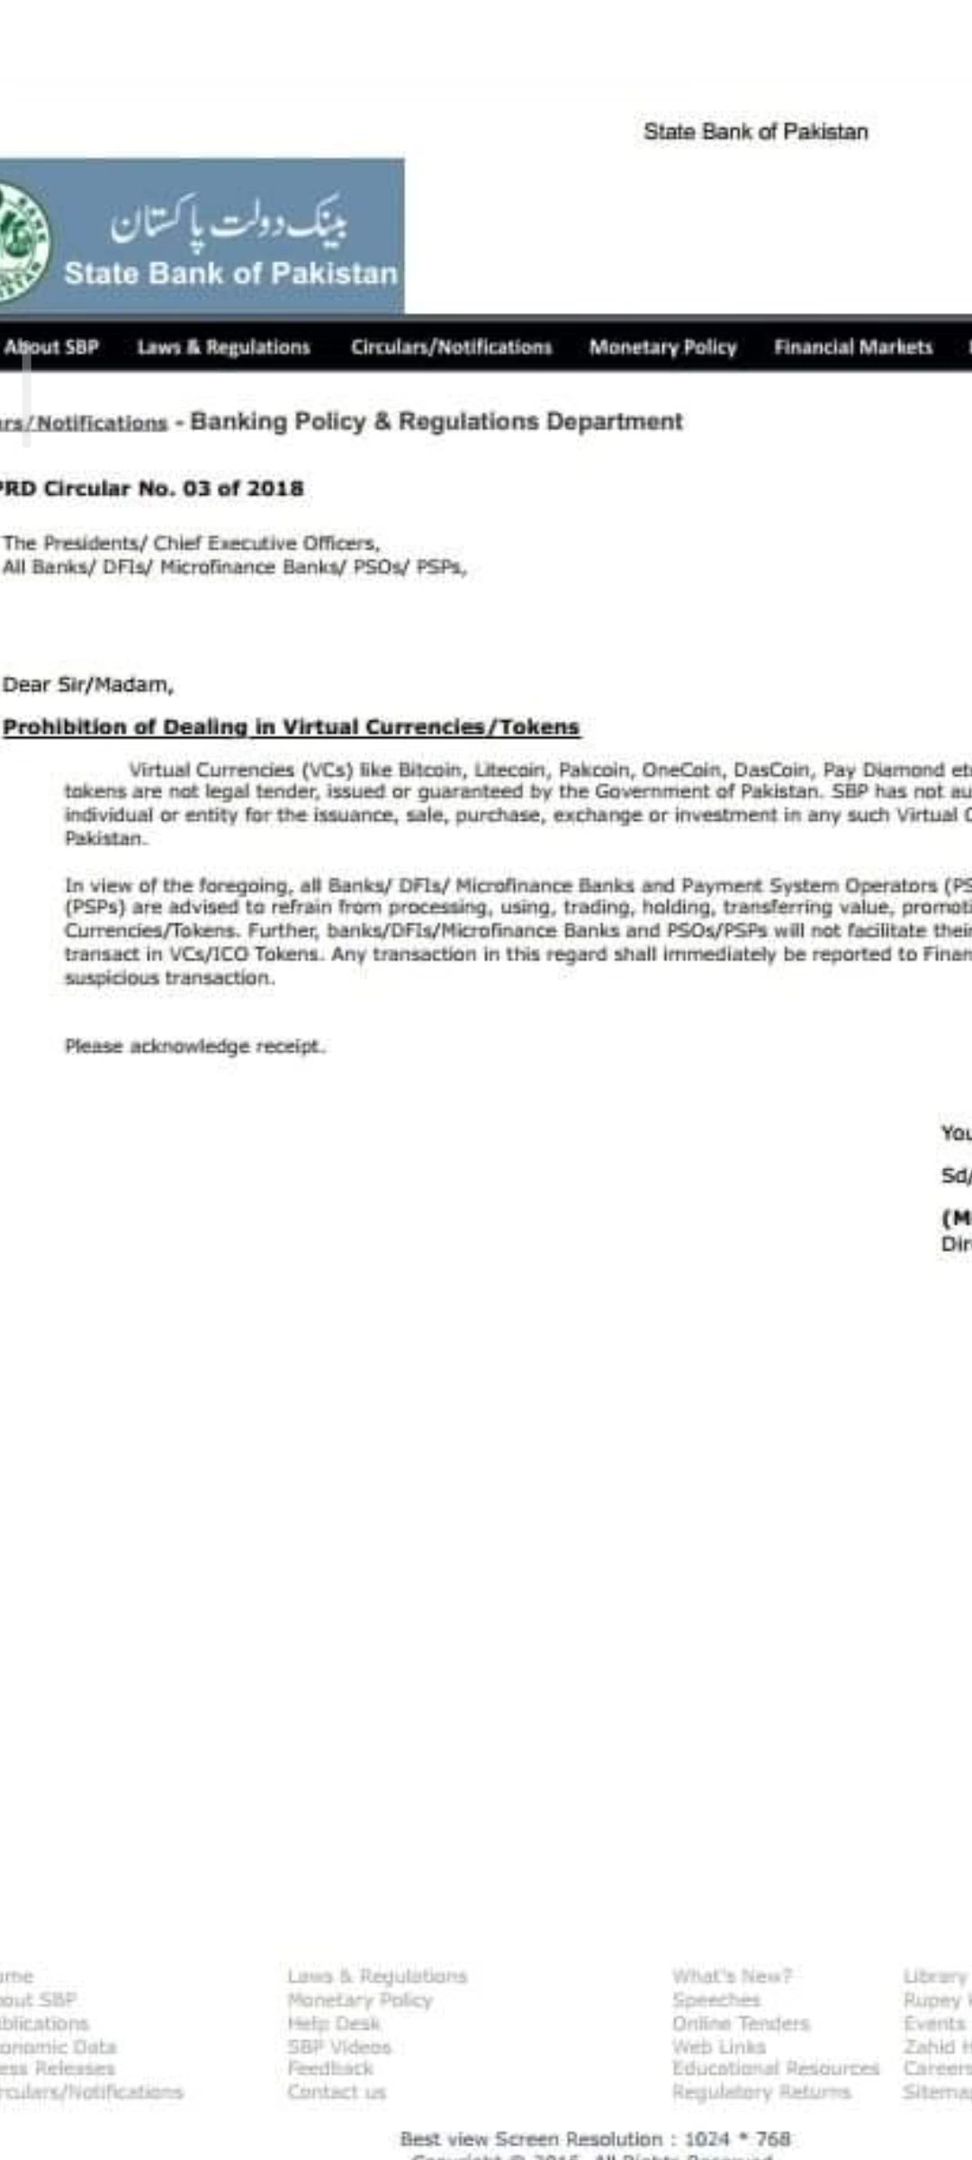 State Bank of Pakistan
بینک دولت پاکستان
State Bank of Pakistan
About SBP Laws & Regulations Circulars/Notifications Monetary Policy Financial Markets
rs/Notifications - Banking Policy & Regulations Department
PRD Circular No. 03 of 2018
The Presidents/ Chief Executive Officers,
All Banks/ DFIs/ Microfinance Banks/ PSOs/ PSPs,
Dear Sir/Madam,
Prohibition of Dealing in Virtual Currencies/Tokens
Virtual Currencies (VCs) like Bitcoin, Litecoin, Pakcoin, OneCoin, DasCoin, Pay Diamond et
tokens are not legal tender, issued or guaranteed by the Government of Pakistan. SBP has not au
individual or entity for the issuance, sale, purchase, exchange or investment in any such Virtual C
Pakistan.
In view of the foregoing, all Banks/ DFIs/ Microfinance Banks and Payment System Operators (PS
(PSPs) are advised to refrain from processing, using, trading, holding, transferring value, promoti
Currencies/Tokens. Further, banks/DFIs/Microfinance Banks and PSOs/PSPs will not facilitate their
transact in VCs/ICO Tokens. Any transaction in this regard shall immediately be reported to Finan
suspicious transaction.
Please acknowledge receipt.
You
Sd/
(M
Dir
ome Laws & Regulations What's New? Library
out SBP Monetary Policy Speeches Rupey
blications Help Desk Online Tenders Events
onomic Data SBP Videos Web Links Zahid H
ess Releases Feedback Educational Resources Careers
rculars/Notifications Contact us Regulatory Returns Sitema
Best view Screen Resolution : 1024 * 768
Copyright © 2016. All Rights Reserved